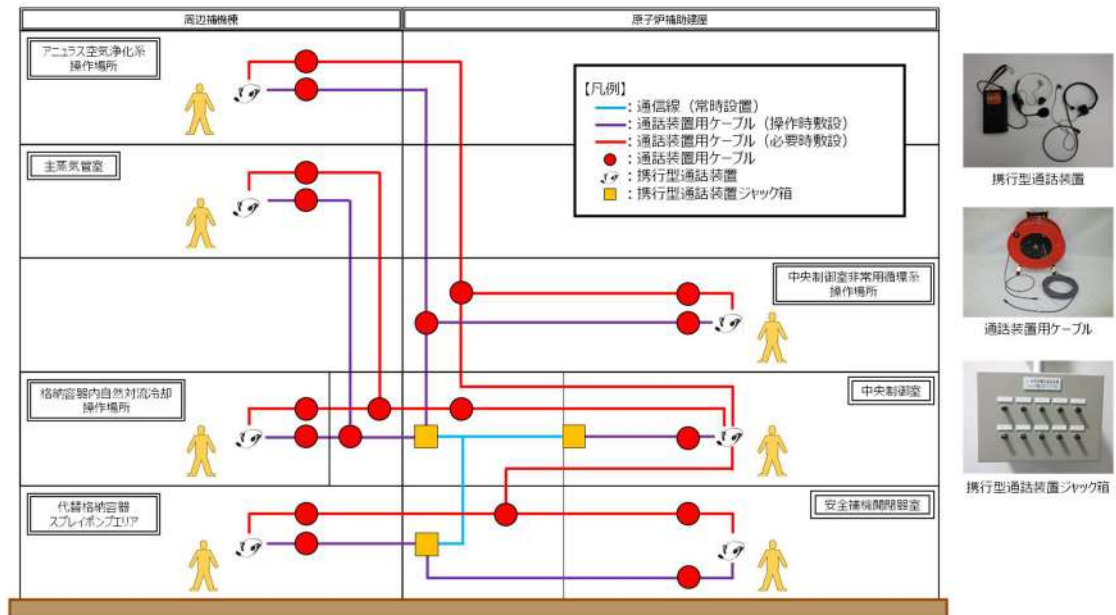 周辺補機棟
原子炉補助建屋
アニュラス空気浄化系
操作場所
【凡例】
：通信線（常時設置）
：通話装置用ケーブル（操作時敷設）
：通話装置用ケーブル（必要時敷設）
：通話装置用ケーブル
：携行型通話装置
：携行型通話装置ジャック箱
主蒸気管室
中央制御室非常用循環系
操作場所
格納容器内自然対流冷却
操作場所
中央制御室
代替格納容器
スプレイポンプエリア
安全補機開閉器室
携行型通話装置
通話装置用ケーブル
携行型通話装置ジャック箱